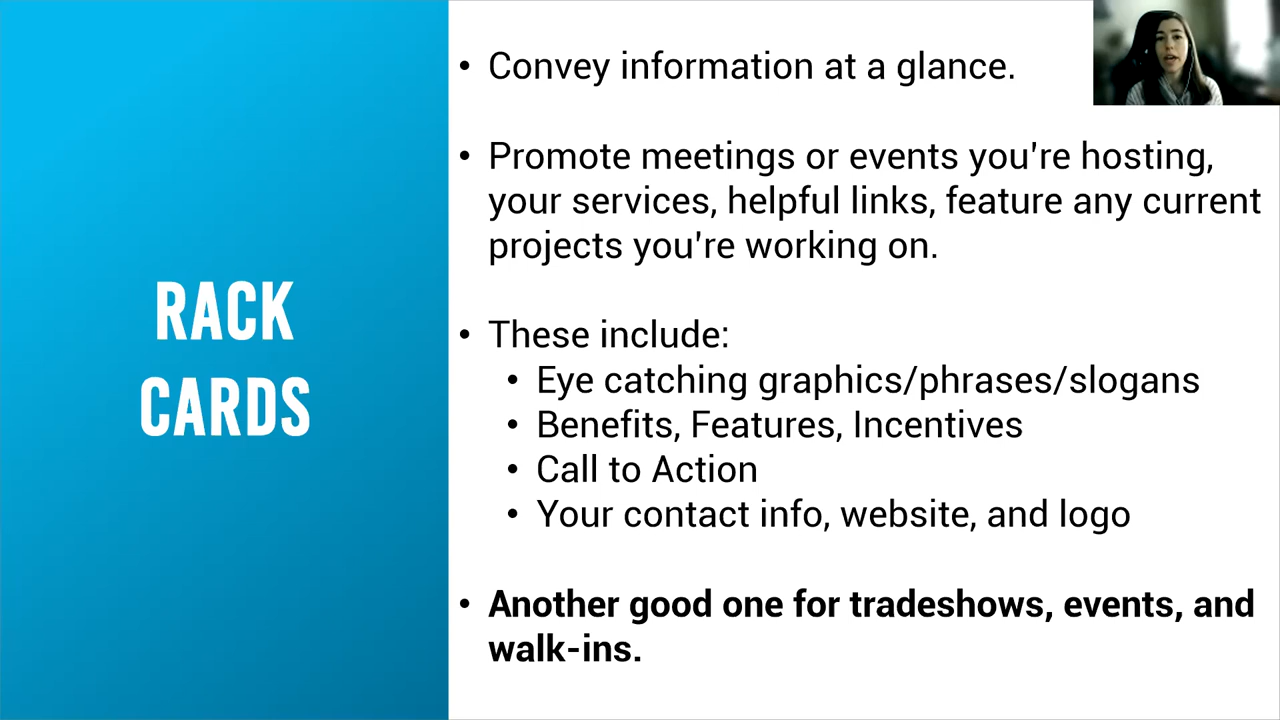 RACK
CARDS
• Convey information at a glance.
• Promote meetings or events you're hosting,
your services, helpful links, feature any current
projects you're working on.
• These include:
• Eye catching graphics/phrases/slogans
• Benefits, Features, Incentives
• Call to Action
• Your contact info, website, and logo
• Another good one for tradeshows, events, and
walk-ins.